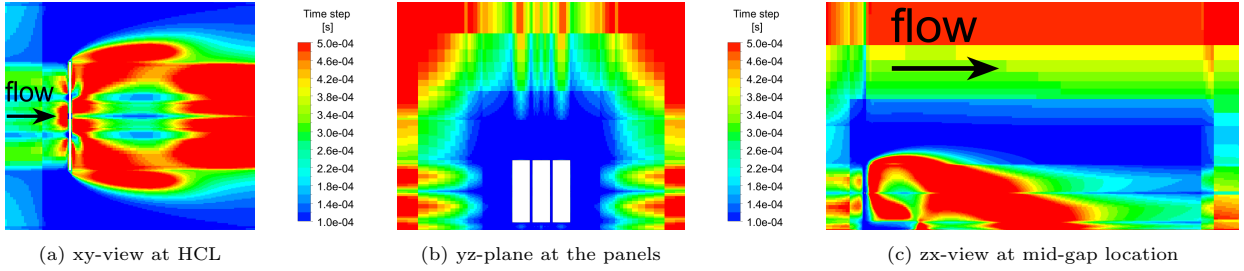 flow
Time step
[s]
5.0e-04
4.6e-04
4.2e-04
3.8e-04
3.4e-04
3.0e-04
2.6e-04
2.2e-04
1.8e-04
1.4e-04
1.0e-04
Time step
[s]
5.0e-04
4.6e-04
4.2e-04
3.8e-04
3.4e-04
3.0e-04
2.6e-04
2.2e-04
1.8e-04
1.4e-04
1.0e-04
flow
(a) xy-view at HCL
(b) yz-plane at the panels
(c) zx-view at mid-gap location